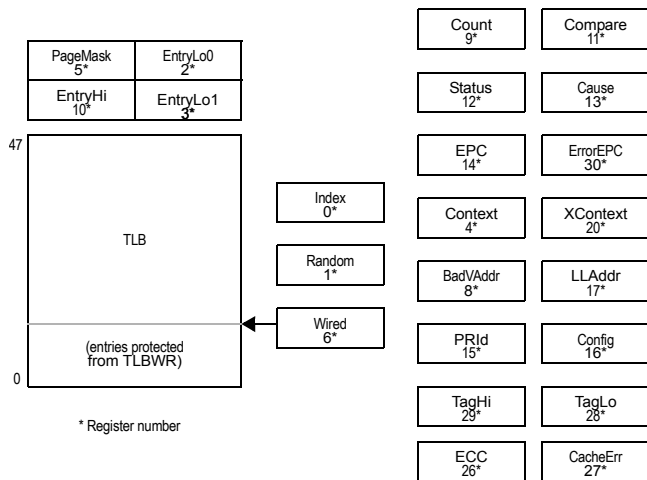 PageMask
5*
EntryLo0
2*
EntryHi
10*
EntryLo1
3*
47
TLB
(entries protected
from TLBWR)
0
* Register number
Index
0*
Random
1*
Wired
6*
Count
9*
Compare
11*
Status
12*
Cause
13*
EPC
14*
ErrorEPC
30*
Context
4*
XContext
20*
BadVAddr
8*
LLAddr
17*
PRId
15*
Config
16*
TagHi
29*
TagLo
28*
ECC
26*
CacheErr
27*